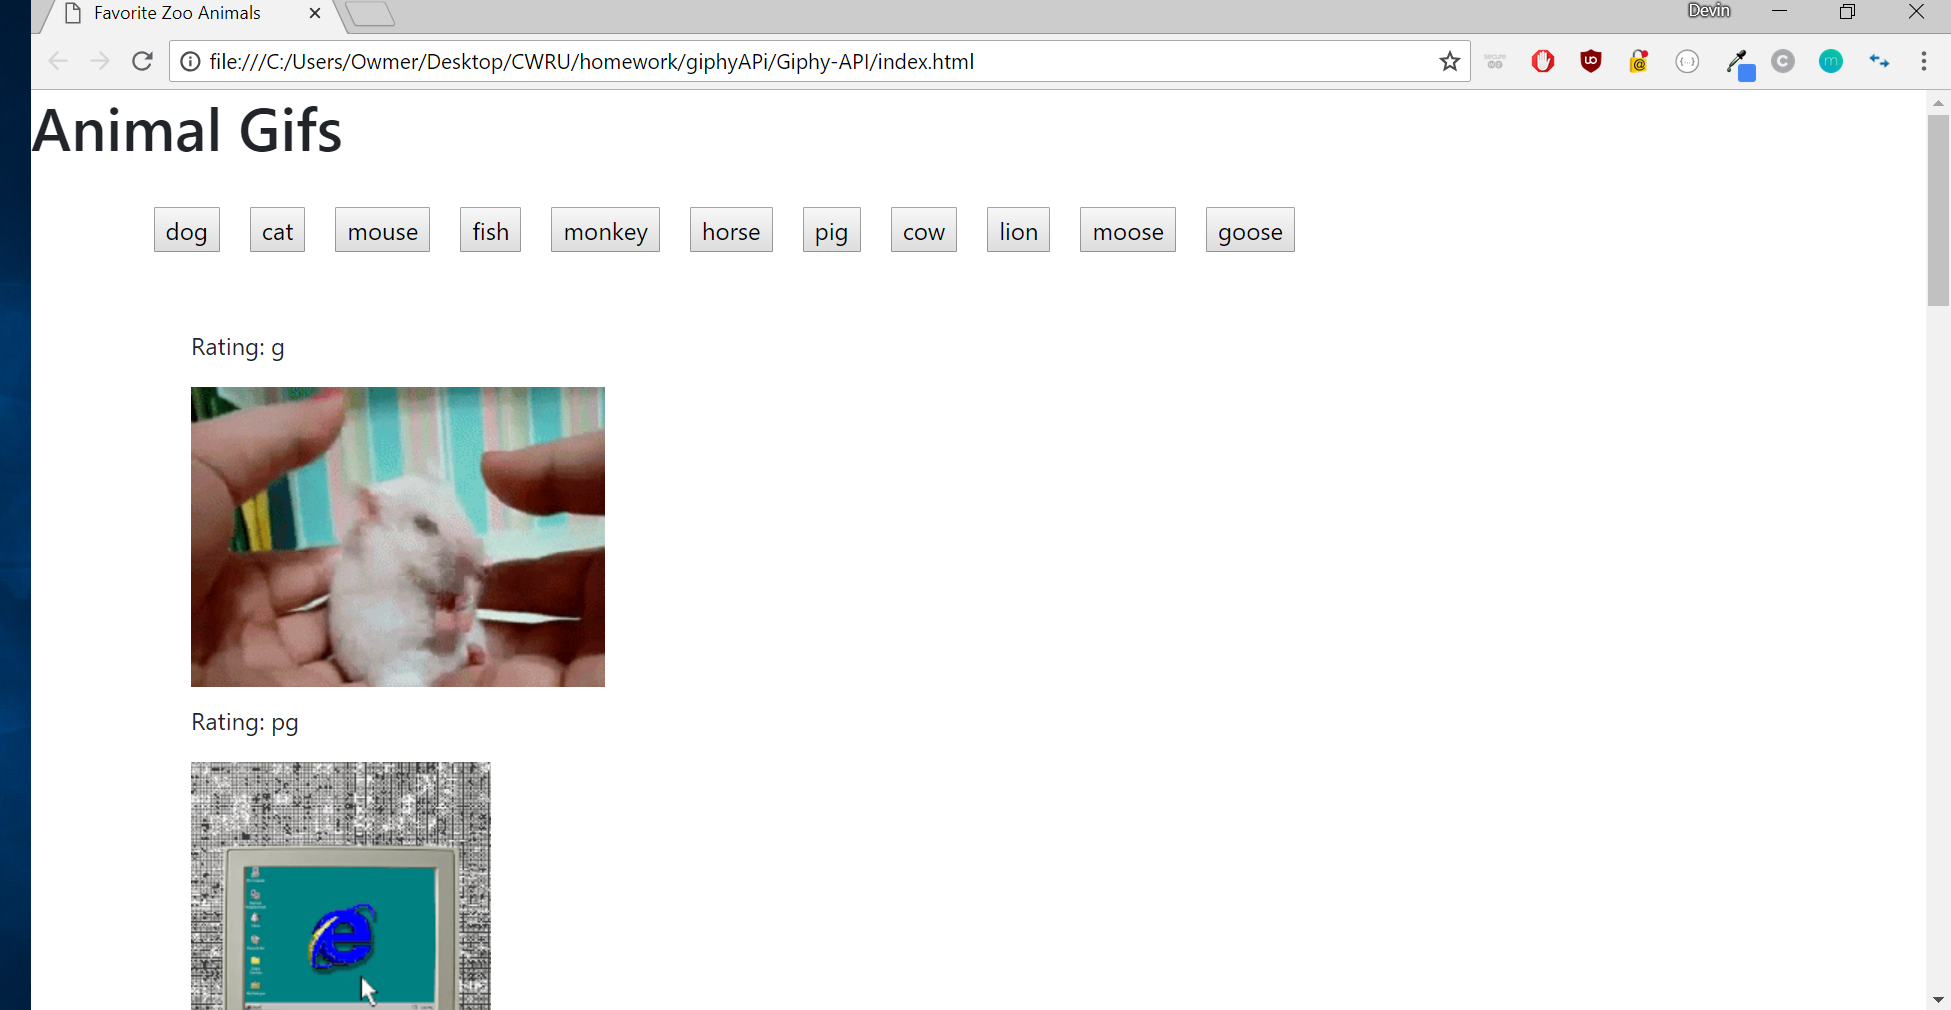 Favorite Zoo Animals
Devin
file:///C:/Users/Owmer/Desktop/CWRU/homework/giphyAPi/Giphy-API/index.html
Animal Gifs
dog cat mouse fish monkey horse pig cow lion moose goose
Rating: g
Rating: pg